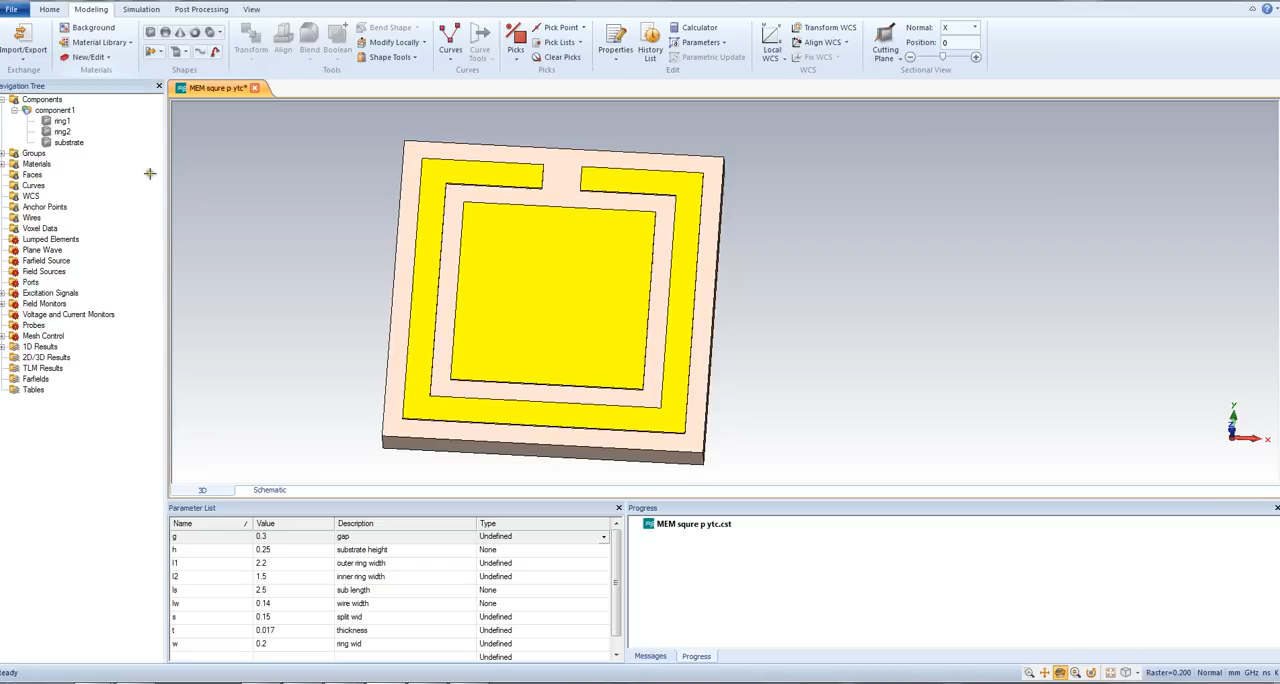 File Home Modeling Simulation Post Processing View
Background
Material Library
New/Edit
Import/Export
Exchange
Materials
Shapes
Transform Align Blend Boolean
Bend Shape
Modify Locally
Shape Tools
Tools
Curves Curve Tools
Curves
Picks
Pick Point
Pick Lists
Clear Picks
Picks
Properties History List
Calculator
Parameters
Parametric Update
Edit
Local WCS
Transform WCS
Align WCS
Fix WCS
WCS
Cutting Plane
Normal: X
Position: 0
Sectional View
avigation Tree
MEM squre p ytc*
Components
component1
ring1
ring2
substrate
Groups
Materials
Faces
Curves
WCS
Anchor Points
Wires
Voxel Data
Lumped Elements
Plane Wave
Farfield Source
Field Sources
Ports
Excitation Signals
Field Monitors
Voltage and Current Monitors
Probes
Mesh Control
1D Results
2D/3D Results
TLM Results
Farfields
Tables
y
z
x
3D Schematic
Parameter List
Name / Value Description Type
g 0.3 gap Undefined
h 0.25 substrate height None
l1 2.2 outer ring width Undefined
l2 1.5 inner ring width Undefined
ls 2.5 sub length None
lw 0.14 wire width None
s 0.15 split wid Undefined
t 0.017 thickness Undefined
w 0.2 ring wid Undefined
Undefined
Progress
MEM squre p ytc.cst
Messages Progress
Ready
Raster=0.200 Normal mm GHz ns K